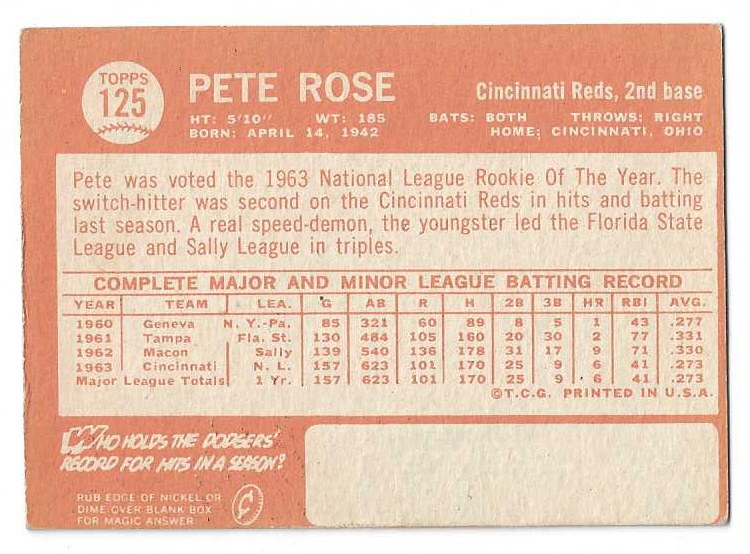 TOPPS
125
PETE ROSE
Cincinnati Reds, 2nd base
HT: 5'10" WT: 185 BATS: BOTH THROWS: RIGHT
BORN: APRIL 14, 1942 HOME: CINCINNATI, OHIO
Pete was voted the 1963 National League Rookie Of The Year. The
switch-hitter was second on the Cincinnati Reds in hits and batting
last season. A real speed-demon, the youngster led the Florida State
League and Sally League in triples.
COMPLETE MAJOR AND MINOR LEAGUE BATTING RECORD
YEAR TEAM LEA. G AB R H 2B 3B HR RBI AVG.
1960 Geneva N.Y.-Pa. 85 321 60 89 8 5 1 43 .277
1961 Tampa Fla. St. 130 484 105 160 20 30 2 77 .331
1962 Macon Sally 139 540 136 178 31 17 9 71 .330
1963 Cincinnati N.L. 157 623 101 170 25 9 6 41 .273
Major League Totals 1 Yr. 157 623 101 170 25 9 6 41 .273
©T.C.G. PRINTED IN U.S.A.
WHO HOLDS THE DODGERS'
RECORD FOR HITS IN A SEASON?
RUB EDGE OF NICKEL OR
DIME OVER BLANK BOX
FOR MAGIC ANSWER
¢